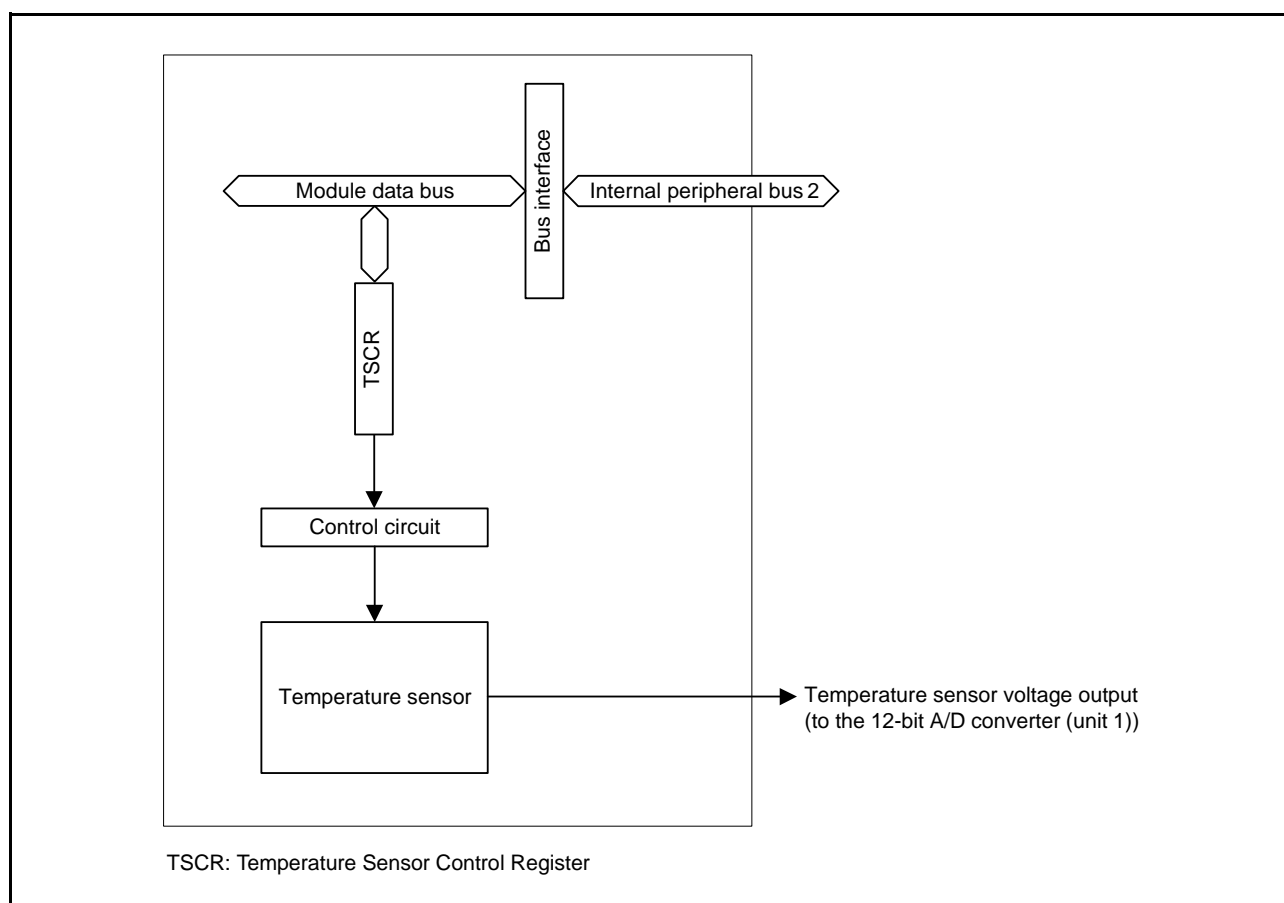 Bus interface
Module data bus
Internal peripheral bus 2
TSCR
Control circuit
Temperature sensor
Temperature sensor voltage output
(to the 12-bit A/D converter (unit 1))
TSCR: Temperature Sensor Control Register